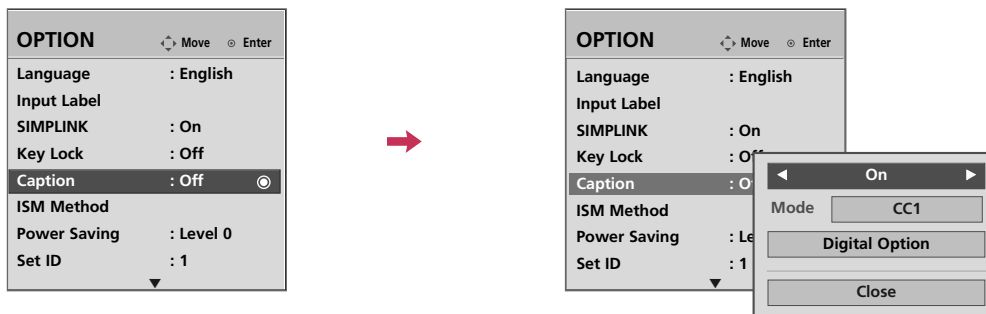 OPTION Move Enter
Language : English
Input Label
SIMPLINK : On
Key Lock : Off
Caption : Off
ISM Method
Power Saving : Level 0
Set ID : 1
OPTION Move Enter
Language : English
Input Label
SIMPLINK : On
Key Lock
Caption
ISM Method
Power Saving
Set ID : 1
On
Mode CC1
Digital Option
Close